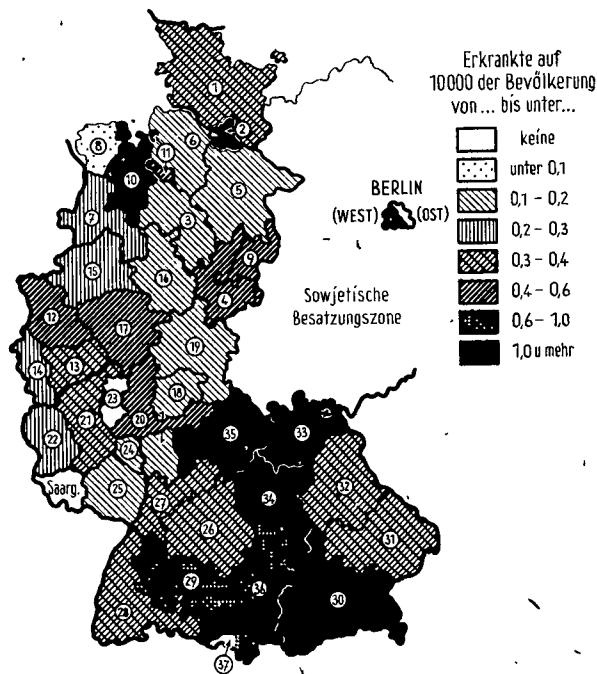 Erkrankte auf
10000 der Bevölkerung
von ... bis unter...
keine
unter 0,1
0,1 – 0,2
0,2 – 0,3
0,3 – 0,4
0,4 – 0,6
0,6 – 1,0
1,0 u mehr
BERLIN
(WEST) (OST)
Sowjetische
Besatzungszone
1
2
6
8
11
10
5
7
3
9
15
16
4
12
17
19
13
14
23
18
21
20
35
33
22
24
Saarg.
25
34
32
27
26
31
29
36
30
28
37